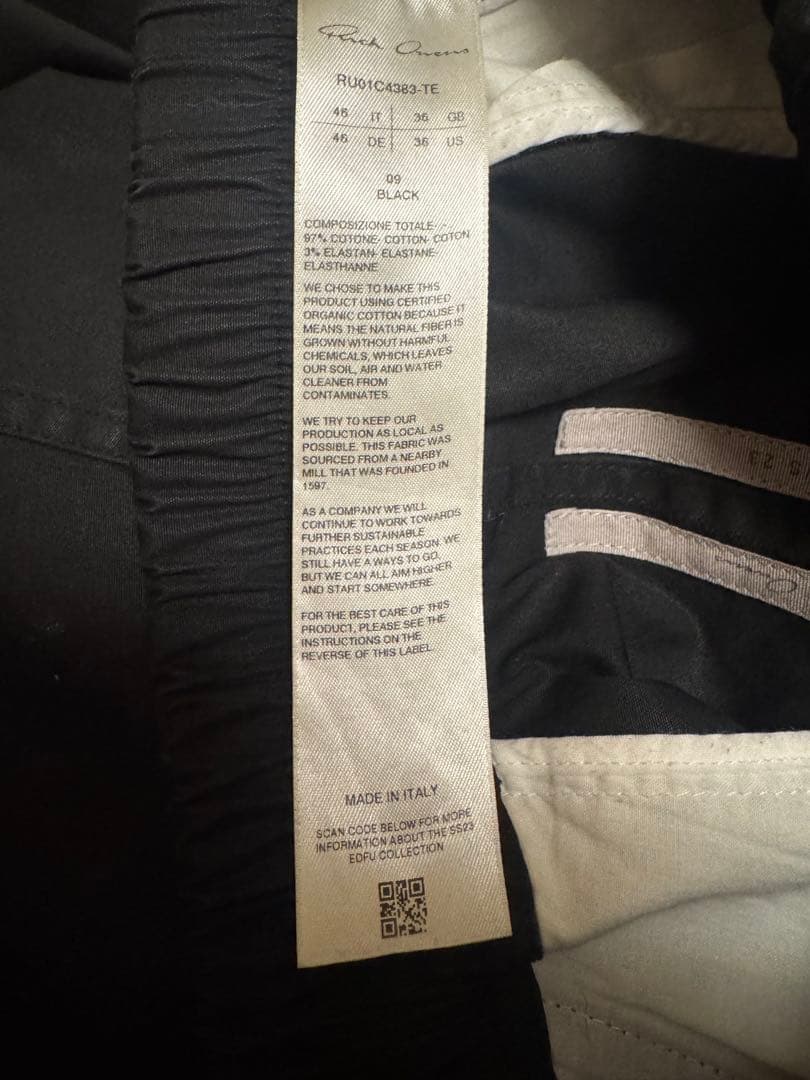 Rick Owens
RU01C4383-TE
46 IT 36 GB
46 DE 36 US
09
BLACK
COMPOSIZIONE TOTALE- -
97% COTONE- COTTON- COTON
3% ELASTAN- ELASTANE-
ELASTHANNE
WE CHOSE TO MAKE THIS
PRODUCT USING CERTIFIED
ORGANIC COTTON BECAUSE IT
MEANS THE NATURAL FIBER IS
GROWN WITHOUT HARMFUL
CHEMICALS, WHICH LEAVES
OUR SOIL, AIR AND WATER
CLEANER FROM
CONTAMINATES.
WE TRY TO KEEP OUR
PRODUCTION AS LOCAL AS
POSSIBLE. THIS FABRIC WAS
SOURCED FROM A NEARBY
MILL THAT WAS FOUNDED IN
1597.
AS A COMPANY WE WILL
CONTINUE TO WORK TOWARDS
FURTHER SUSTAINABLE
PRACTICES EACH SEASON. WE
STILL HAVE A WAYS TO GO,
BUT WE CAN ALL AIM HIGHER
AND START SOMEWHERE.
FOR THE BEST CARE OF THIS
PRODUCT, PLEASE SEE THE
INSTRUCTIONS ON THE
REVERSE OF THIS LABEL.
MADE IN ITALY
SCAN CODE BELOW FOR MORE
INFORMATION ABOUT THE SS23
EDFU COLLECTION
Owens